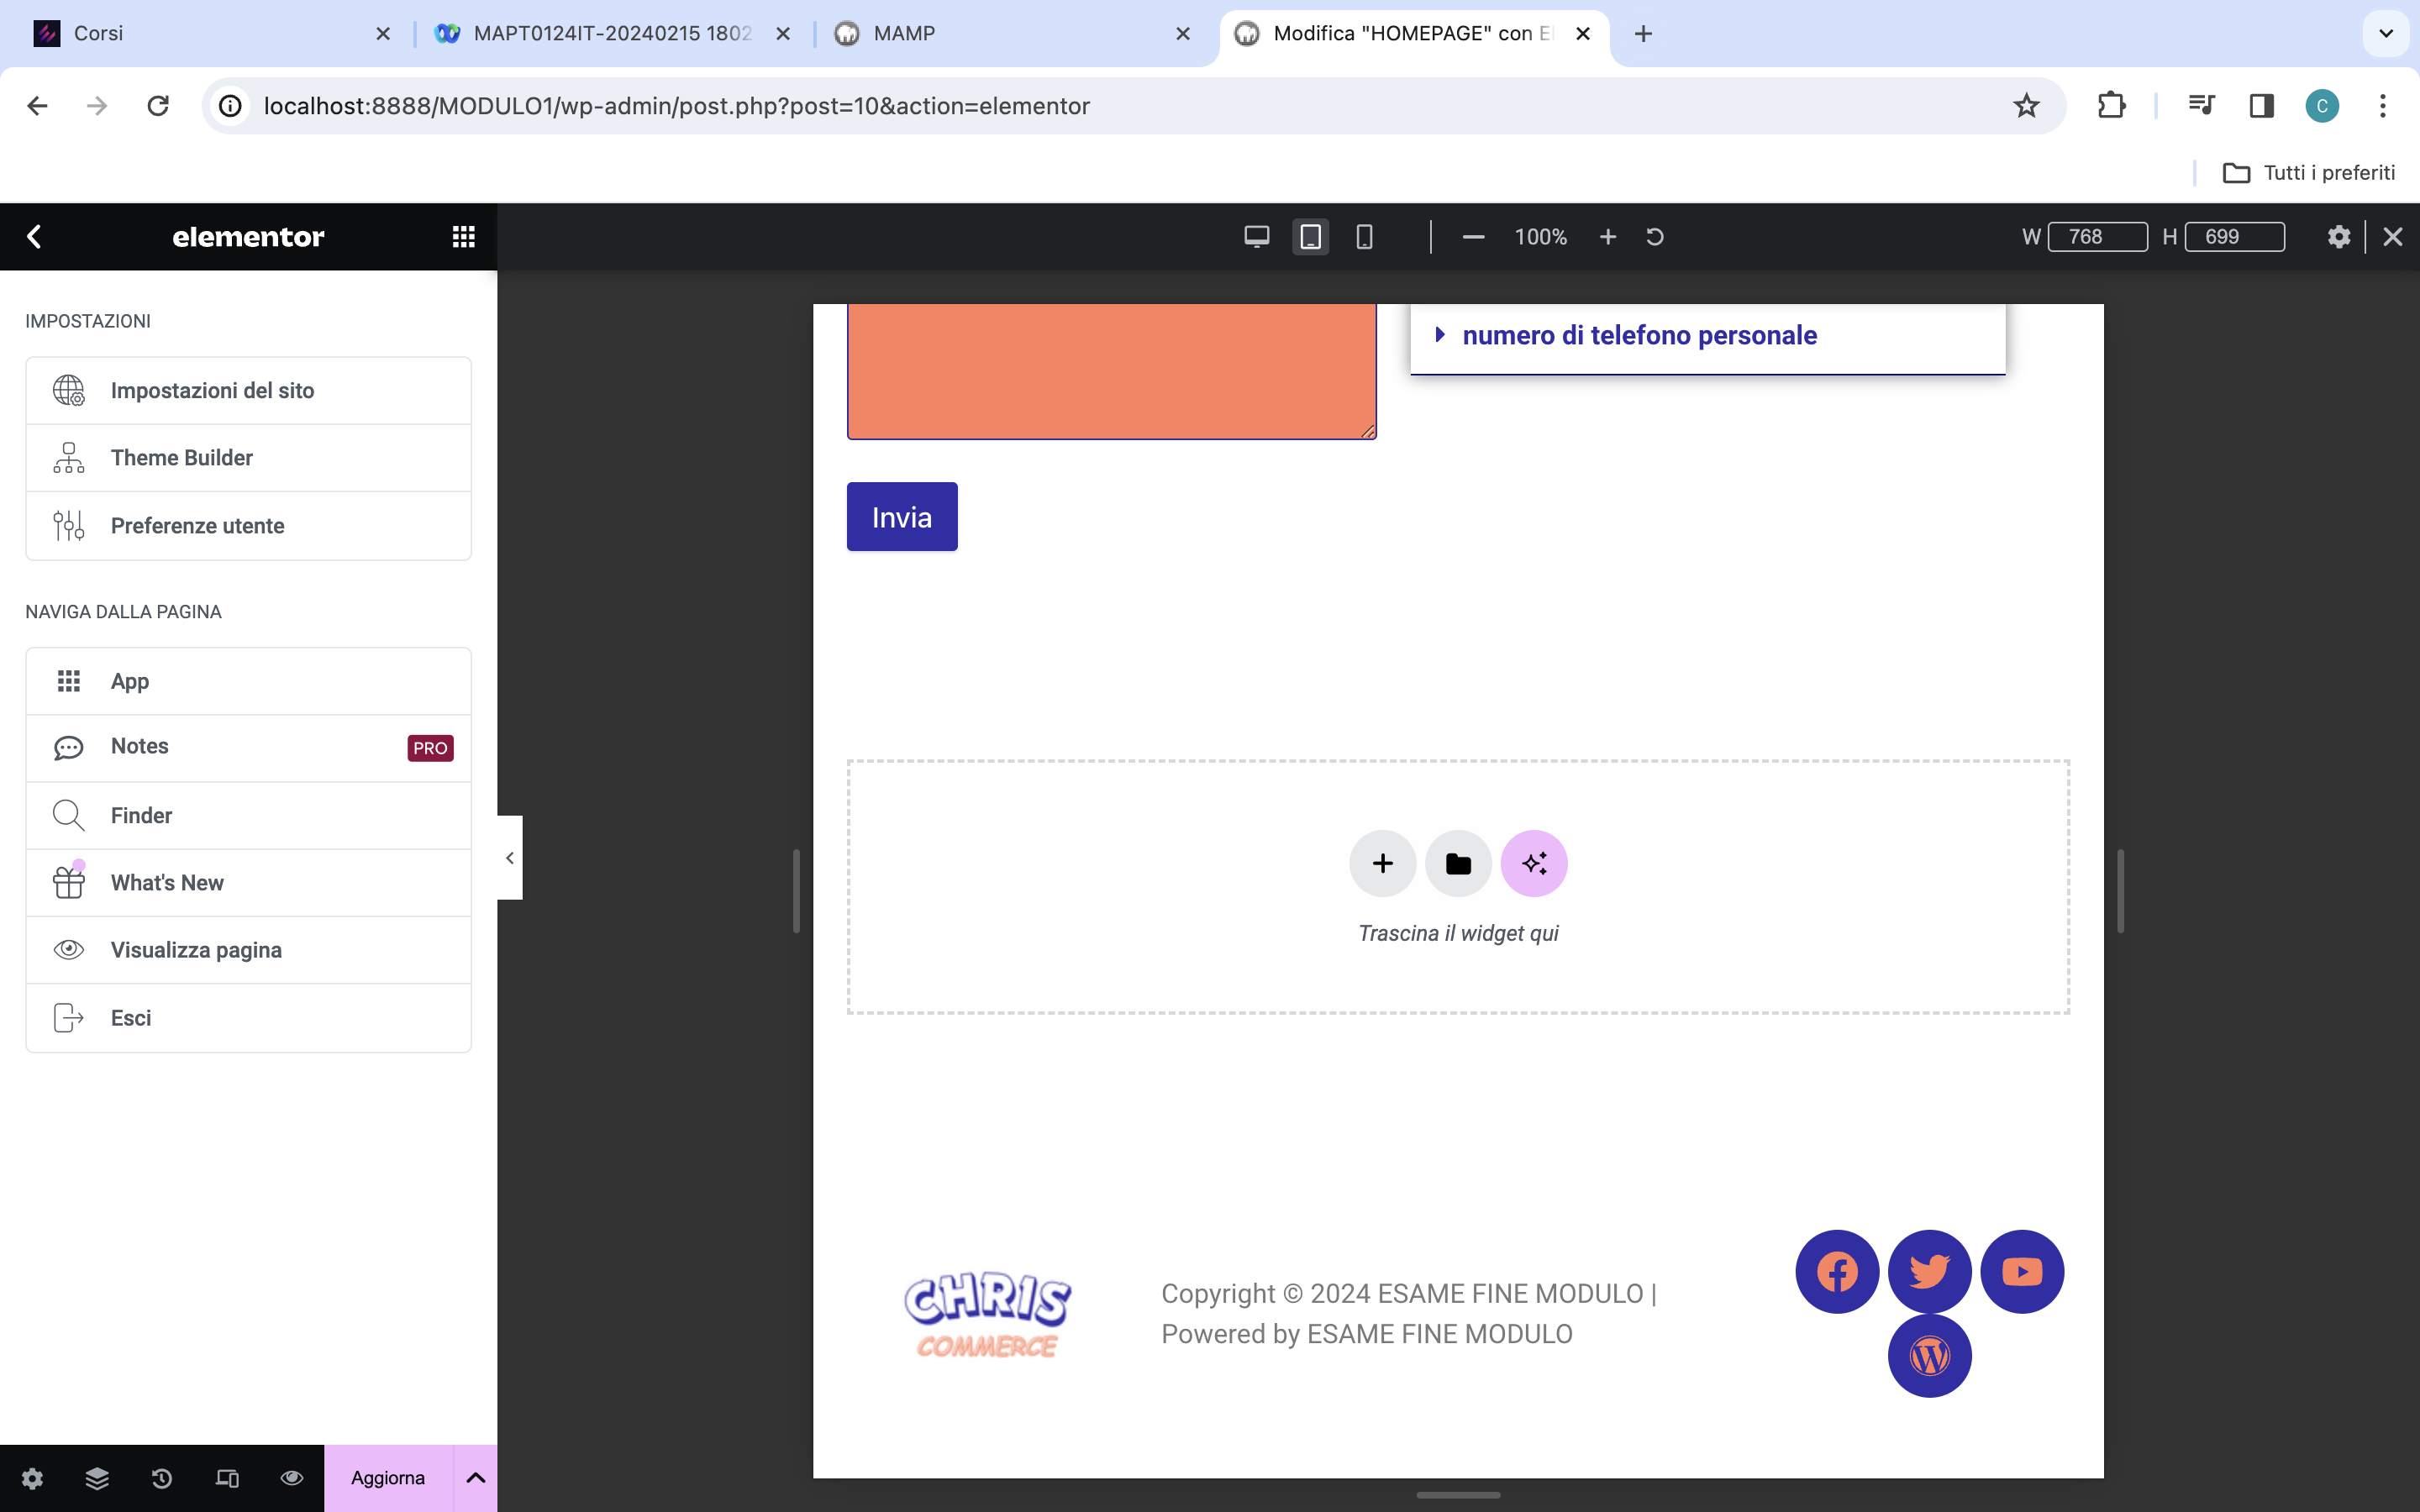 Corsi
MAPT0124IT-20240215 1802
MAMP
Modifica "HOMEPAGE" con El
localhost:8888/MODULO1/wp-admin/post.php?post=10&action=elementor
C
Tutti i preferiti
elementor
100%
W 768 H 699
IMPOSTAZIONI
Impostazioni del sito
Theme Builder
Preferenze utente
NAVIGA DALLA PAGINA
App
Notes PRO
Finder
What's New
Visualizza pagina
Esci
Aggiorna
numero di telefono personale
Invia
Trascina il widget qui
CHRIS
COMMERCE
Copyright © 2024 ESAME FINE MODULO |
Powered by ESAME FINE MODULO